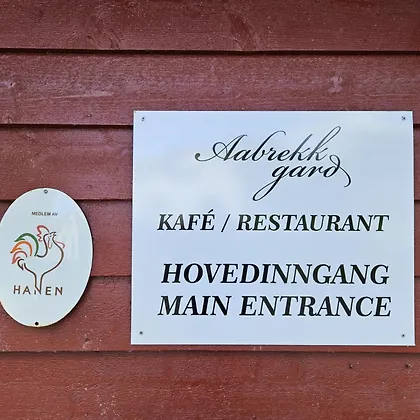 MEDLEM AV
HANEN
Aabrekk
gard
KAFÉ / RESTAURANT
HOVEDINNGANG
MAIN ENTRANCE